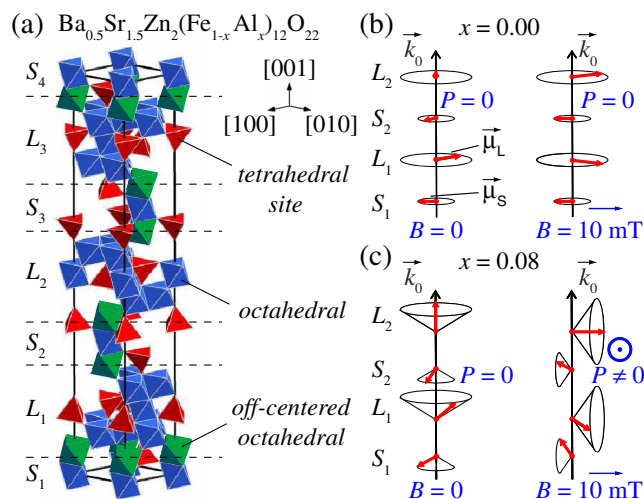 (a) Ba0.5Sr1.5Zn2(Fe1-xAlx)12O22
[001]
[100] [010]
S4
L3
S3
L2
S2
L1
S1
tetrahedral
site
octahedral
off-centered
octahedral
(b) x = 0.00
k0 k0
L2
P = 0 P = 0
S2
L1 μL
μS
S1
B = 0 B = 10 mT
(c) x = 0.08
k0 k0
L2
S2 P = 0 P ≠ 0
L1
S1
B = 0 B = 10 mT